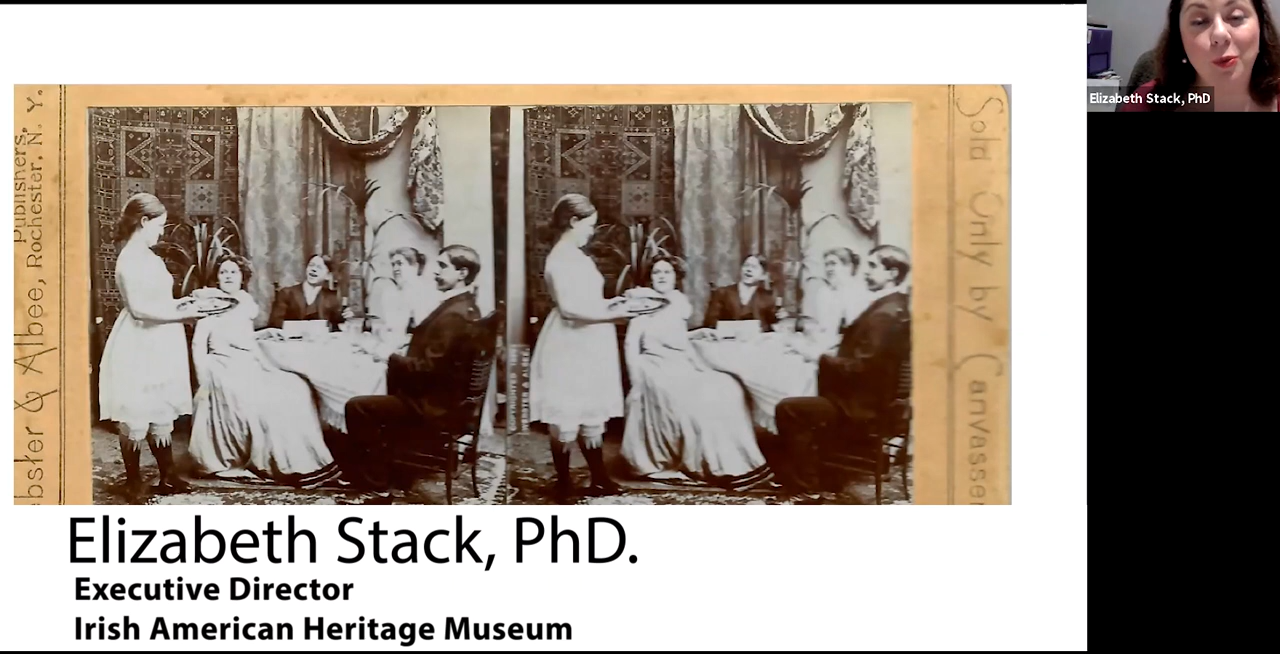 Publishers,
bster & Albee, Rochester, N. Y.
Sold Only by Canvasser
Elizabeth Stack, PhD.
Executive Director
Irish American Heritage Museum
Elizabeth Stack, PhD